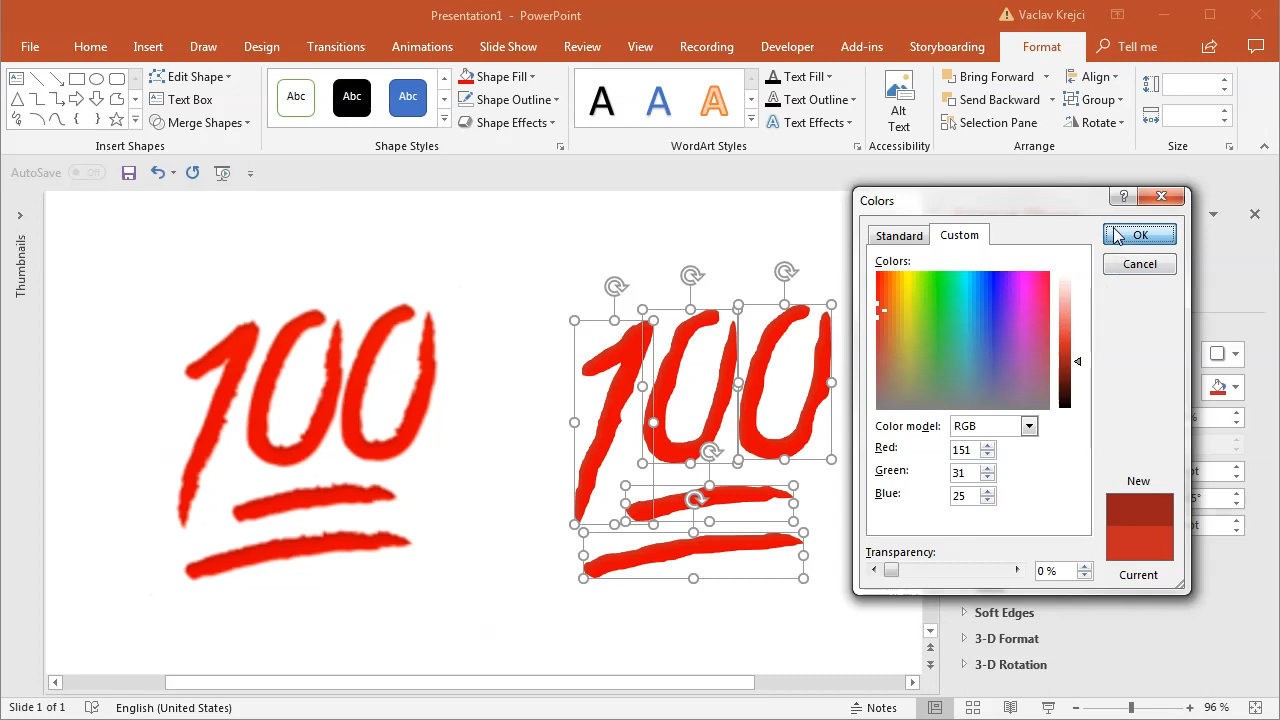 Presentation1 - PowerPoint
Vaclav Krejci
File Home Insert Draw Design Transitions Animations Slide Show Review View Recording Developer Add-ins Storyboarding Format Tell me
Edit Shape
Text Box
Merge Shapes
Insert Shapes
Abc Abc Abc
Shape Fill
Shape Outline
Shape Effects
Shape Styles
A A A
Text Fill
Text Outline
Text Effects
WordArt Styles
Alt
Text
Accessibility
Bring Forward
Send Backward
Selection Pane
Align
Group
Rotate
Arrange
Size
AutoSave Off
Thumbnails
100
100
Colors
Standard Custom
OK
Cancel
Colors:
Color model: RGB
Red: 151
Green: 31
Blue: 25
New
Current
Transparency:
0 %
Soft Edges
3-D Format
3-D Rotation
Slide 1 of 1 English (United States) Notes 96 %